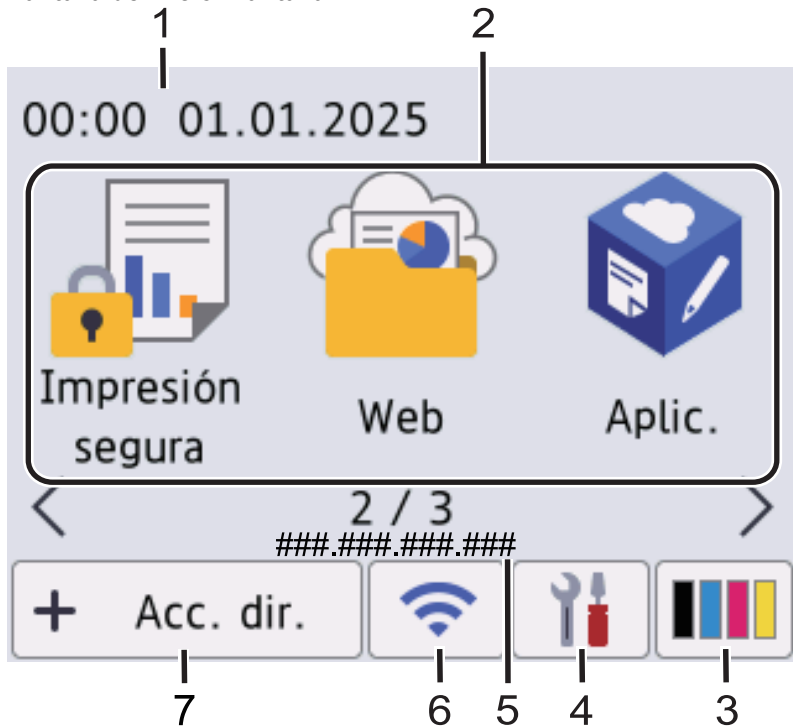 1 2
00:00 01.01.2025
Impresión
segura
Web
Aplic.
2 / 3
###.###.###.###
+ Acc. dir.
7 6 5 4 3